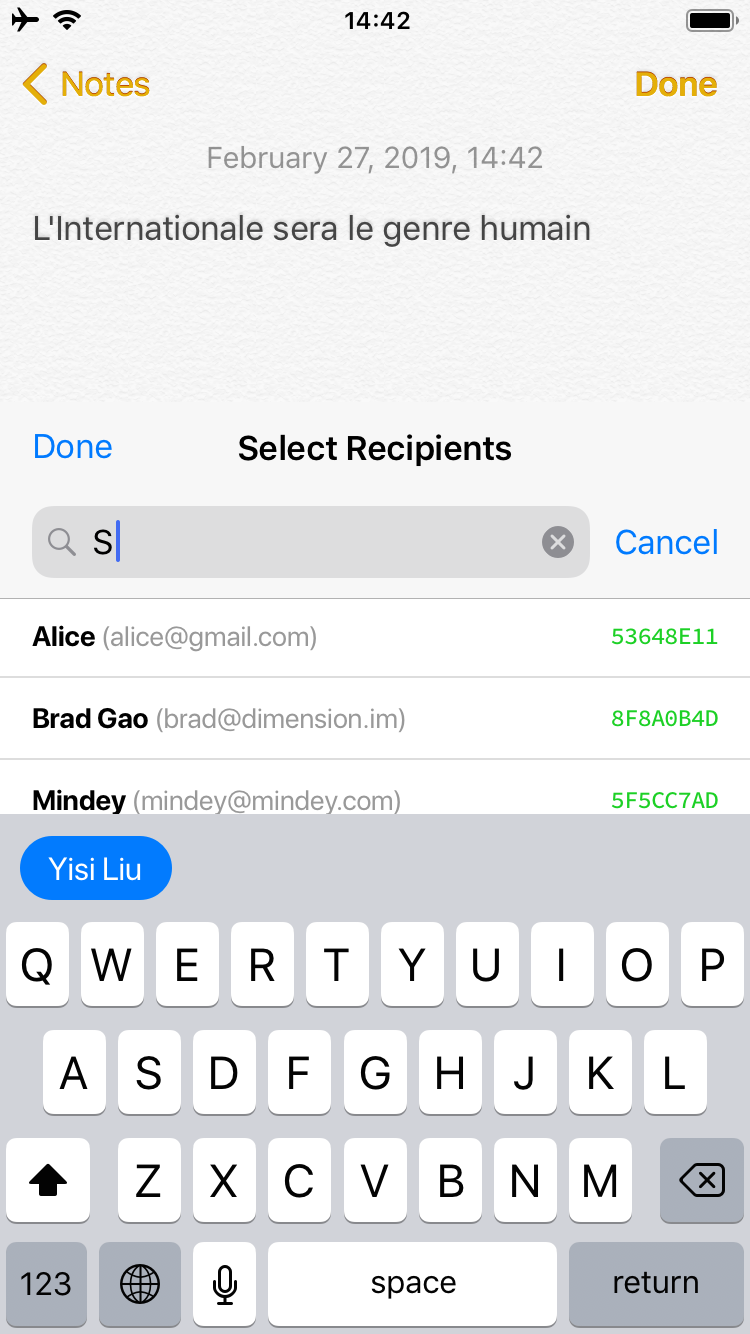 14:42
Notes Done
February 27, 2019, 14:42
L'Internationale sera le genre humain
Done Select Recipients
S Cancel
Alice (alice@gmail.com) 53648E11
Brad Gao (brad@dimension.im) 8F8A0B4D
Mindey (mindey@mindey.com) 5F5CC7AD
Yisi Liu
Q W E R T Y U I O P
A S D F G H J K L
Z X C V B N M
123 space return